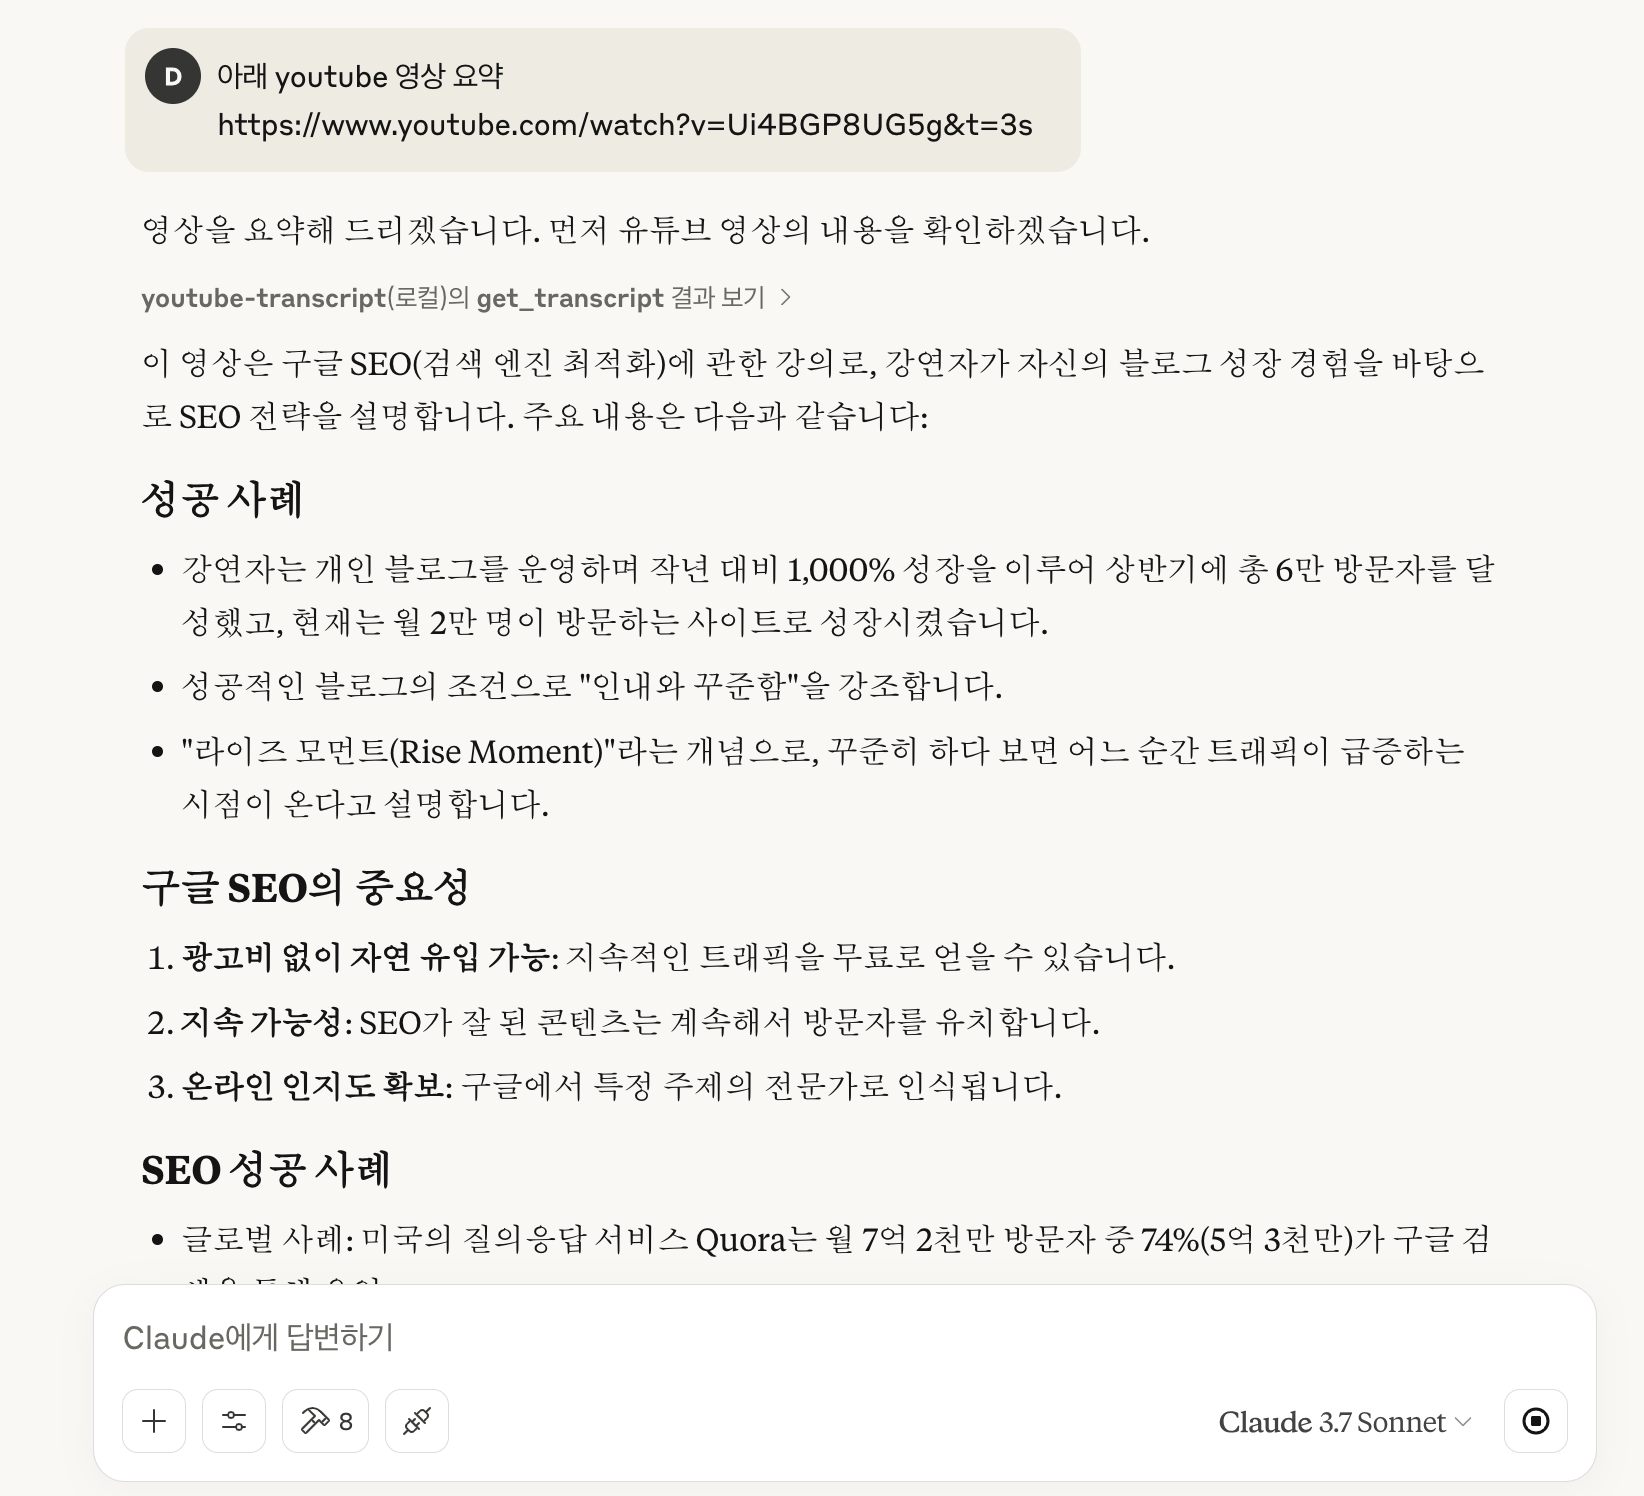 D
아래 youtube 영상 요약
https://www.youtube.com/watch?v=Ui4BGP8UG5g&t=3s
영상을 요약해 드리겠습니다. 먼저 유튜브 영상의 내용을 확인하겠습니다.
youtube-transcript(로컬)의 get_transcript 결과 보기
이 영상은 구글 SEO(검색 엔진 최적화)에 관한 강의로, 강연자가 자신의 블로그 성장 경험을 바탕으
로 SEO 전략을 설명합니다. 주요 내용은 다음과 같습니다:
성공 사례
• 강연자는 개인 블로그를 운영하며 작년 대비 1,000% 성장을 이루어 상반기에 총 6만 방문자를 달
성했고, 현재는 월 2만 명이 방문하는 사이트로 성장시켰습니다.
• 성공적인 블로그의 조건으로 "인내와 꾸준함"을 강조합니다.
• "라이즈 모먼트(Rise Moment)"라는 개념으로, 꾸준히 하다 보면 어느 순간 트래픽이 급증하는
시점이 온다고 설명합니다.
구글 SEO의 중요성
1. 광고비 없이 자연 유입 가능: 지속적인 트래픽을 무료로 얻을 수 있습니다.
2. 지속 가능성: SEO가 잘 된 콘텐츠는 계속해서 방문자를 유치합니다.
3. 온라인 인지도 확보: 구글에서 특정 주제의 전문가로 인식됩니다.
SEO 성공 사례
• 글로벌 사례: 미국의 질의응답 서비스 Quora는 월 7억 2천만 방문자 중 74%(5억 3천만)가 구글 검
Claude에게 답변하기
8
Claude 3.7 Sonnet